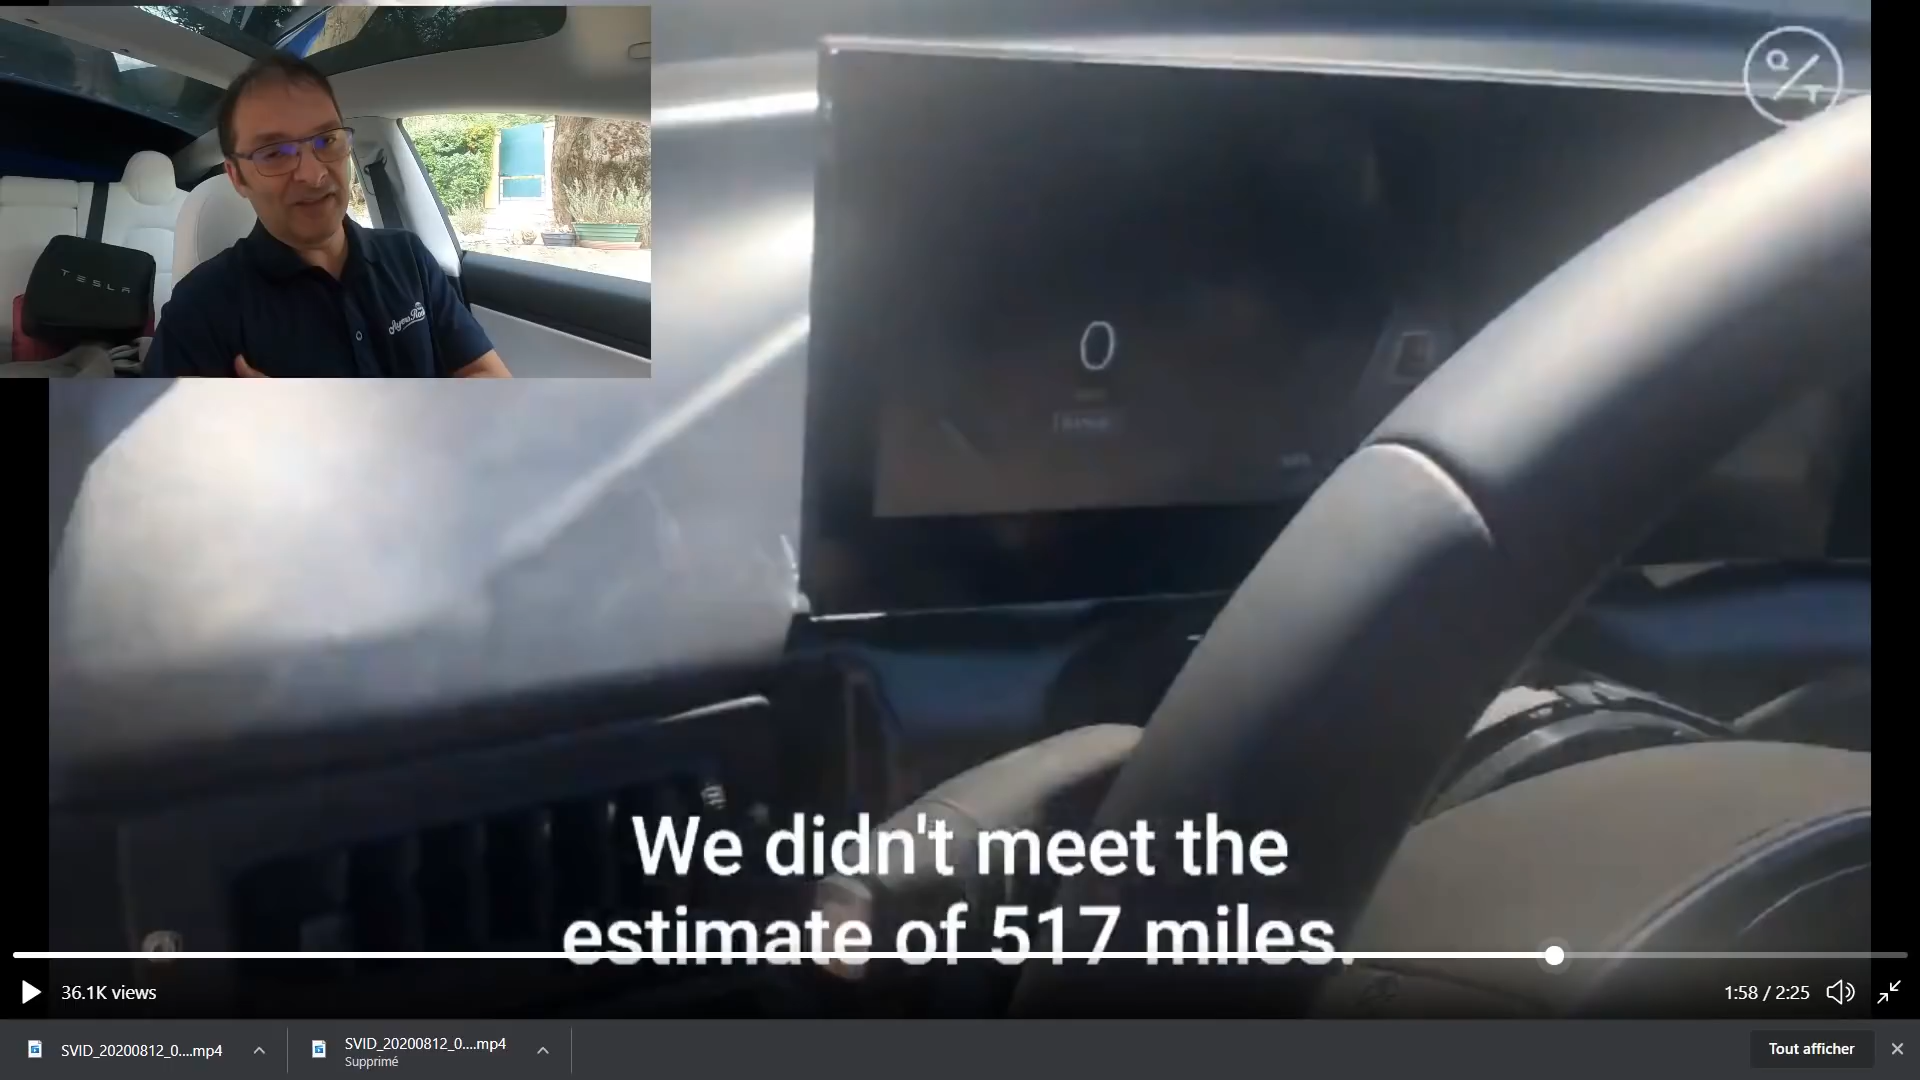 TESLA
Q/T
0
RANGE
We didn't meet the
estimate of 517 miles.
36.1K views
1:58 / 2:25
SVID_20200812_0....mp4
SVID_20200812_0....mp4
Supprimé
Tout afficher